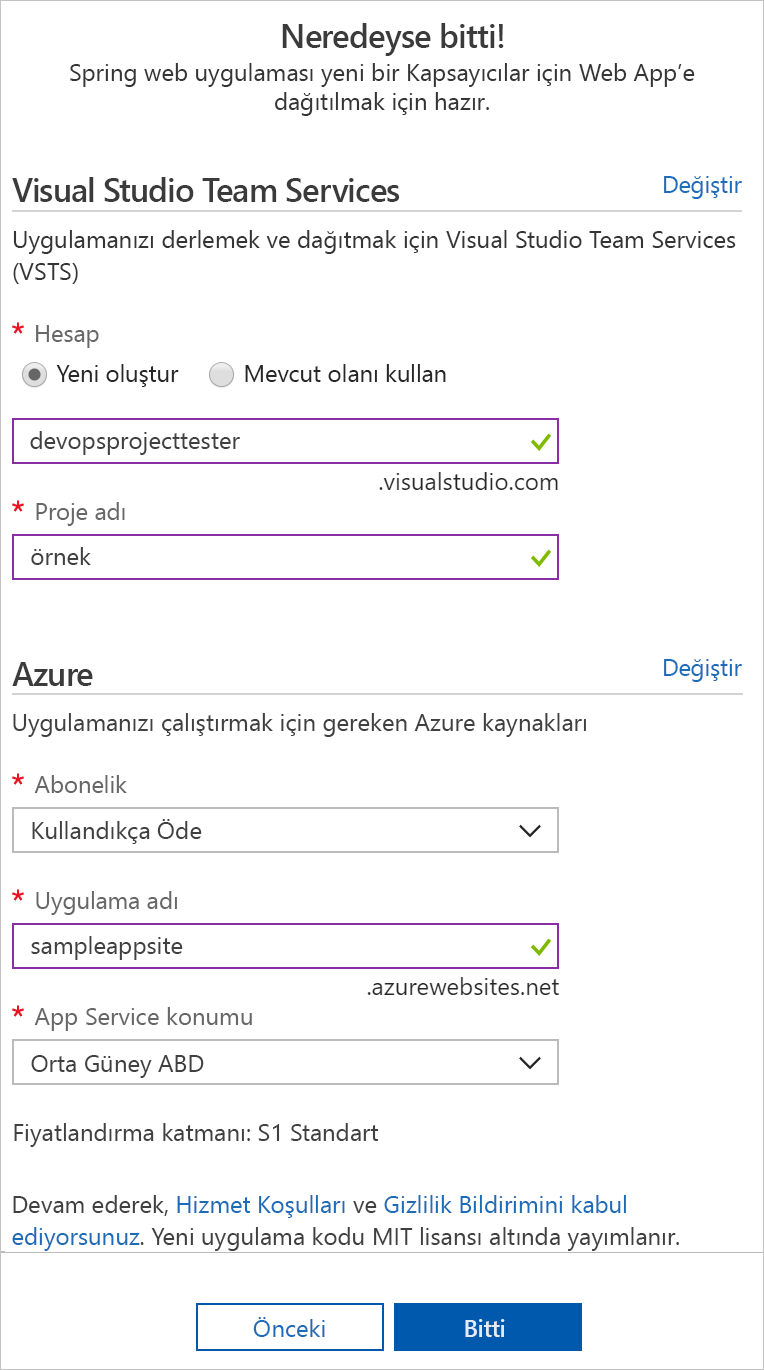 Neredeyse bitti!
Spring web uygulaması yeni bir Kapsayıcılar için Web App’e
dağıtılmak için hazır.
Visual Studio Team Services
Değiştir
Uygulamanızı derlemek ve dağıtmak için Visual Studio Team Services
(VSTS)
* Hesap
Yeni oluştur Mevcut olanı kullan
devopsprojecttester
.visualstudio.com
* Proje adı
örnek
Azure
Değiştir
Uygulamanızı çalıştırmak için gereken Azure kaynakları
* Abonelik
Kullandıkça Öde
* Uygulama adı
sampleappsite
.azurewebsites.net
* App Service konumu
Orta Güney ABD
Fiyatlandırma katmanı: S1 Standart
Devam ederek, Hizmet Koşulları ve Gizlilik Bildirimini kabul
ediyorsunuz. Yeni uygulama kodu MIT lisansı altında yayımlanır.
Önceki
Bitti